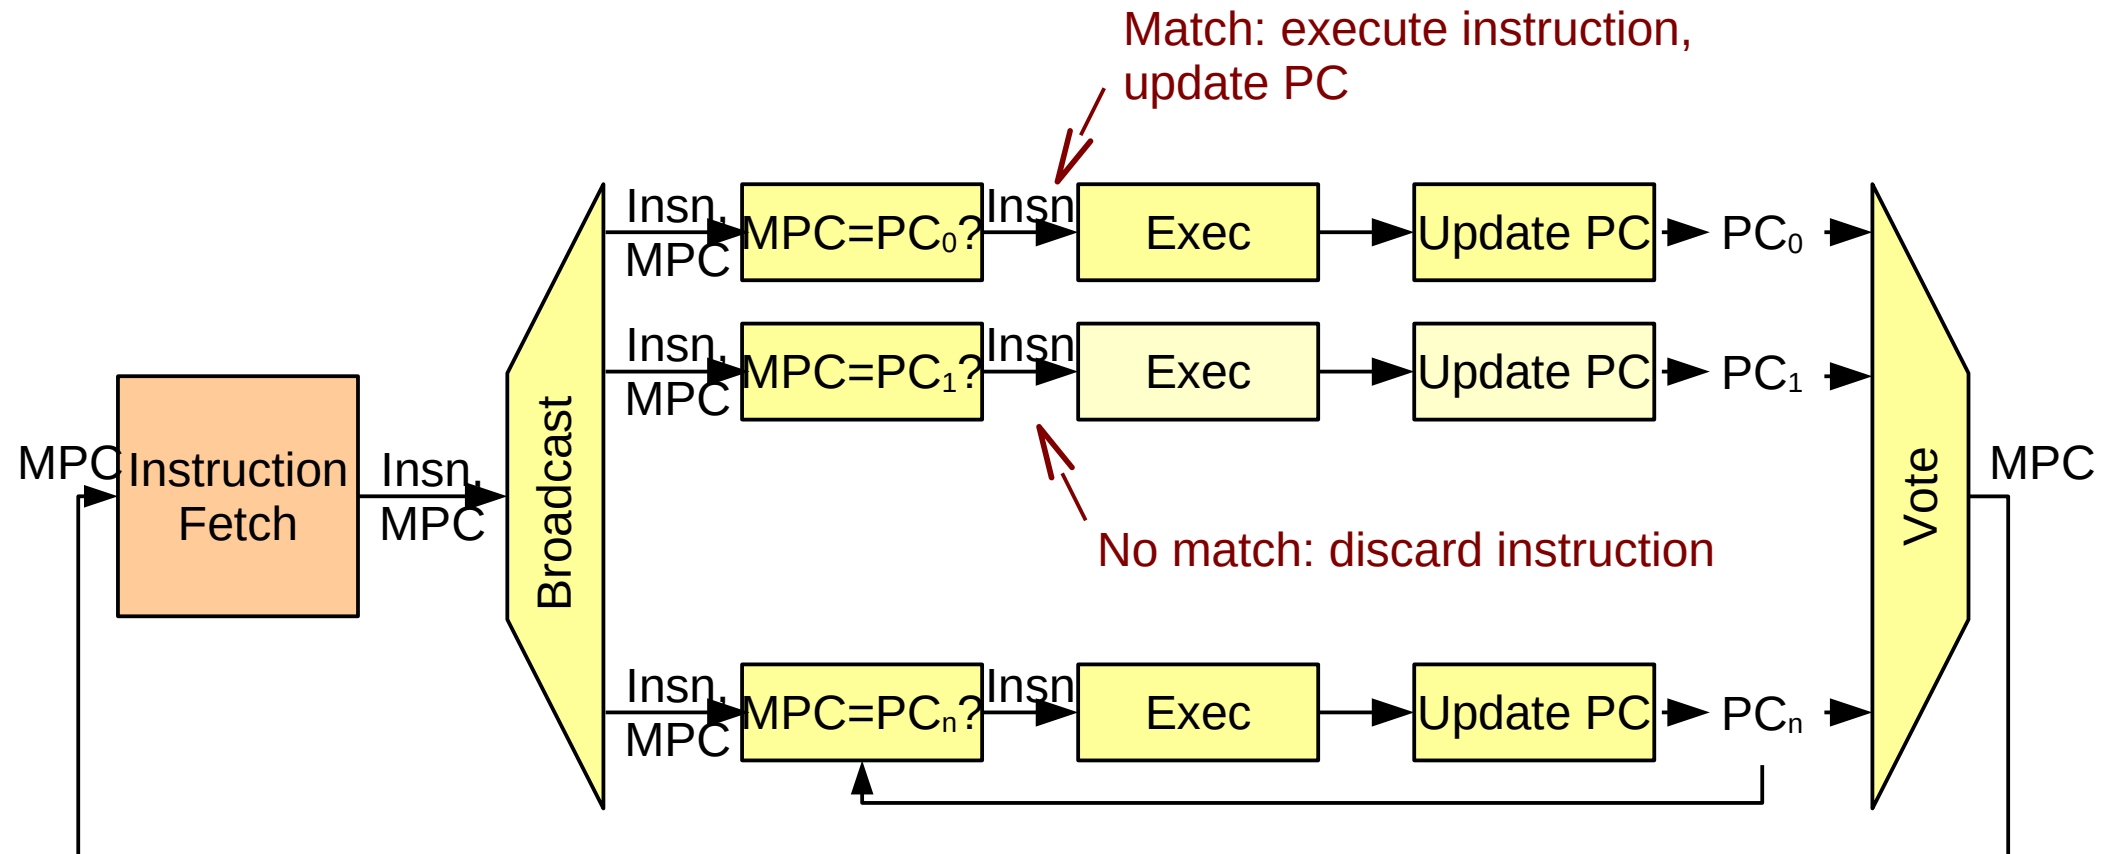 Match: execute instruction,
update PC
Insn,
MPC
MPC=PC₀?
Insn
Exec
Update PC
PC₀
Insn,
MPC
MPC=PC₁?
Insn
Exec
Update PC
PC₁
MPC
Instruction
Fetch
Insn,
MPC
Broadcast
Vote
MPC
No match: discard instruction
Insn,
MPC
MPC=PCₙ?
Insn
Exec
Update PC
PCₙ